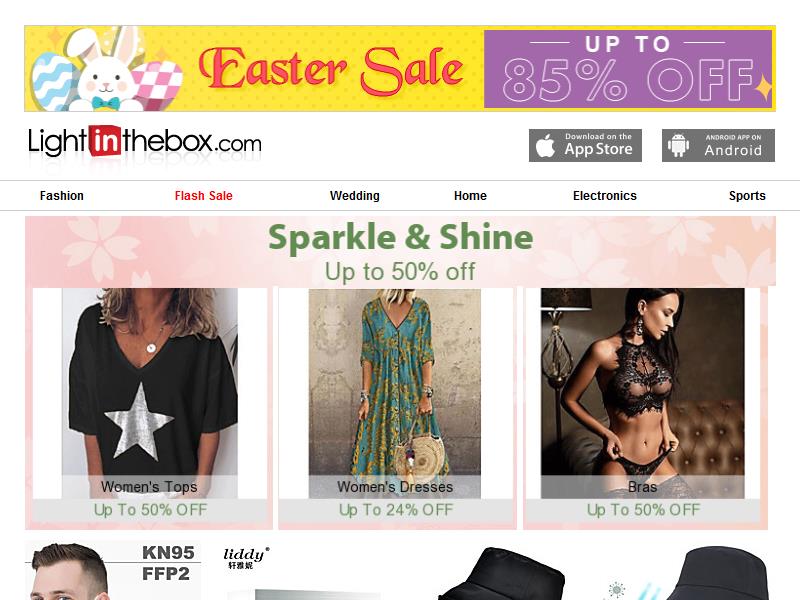 Easter Sale
UP TO
85% OFF
Lightinthebox.com
Download on the
App Store
ANDROID APP ON
Android
Fashion
Flash Sale
Wedding
Home
Electronics
Sports
Sparkle & Shine
Up to 50% off
Women's Tops
Women's Dresses
Bras
Up To 50% OFF
Up To 24% OFF
Up To 50% OFF
KN95
FFP2
liddy®
轩雅妮